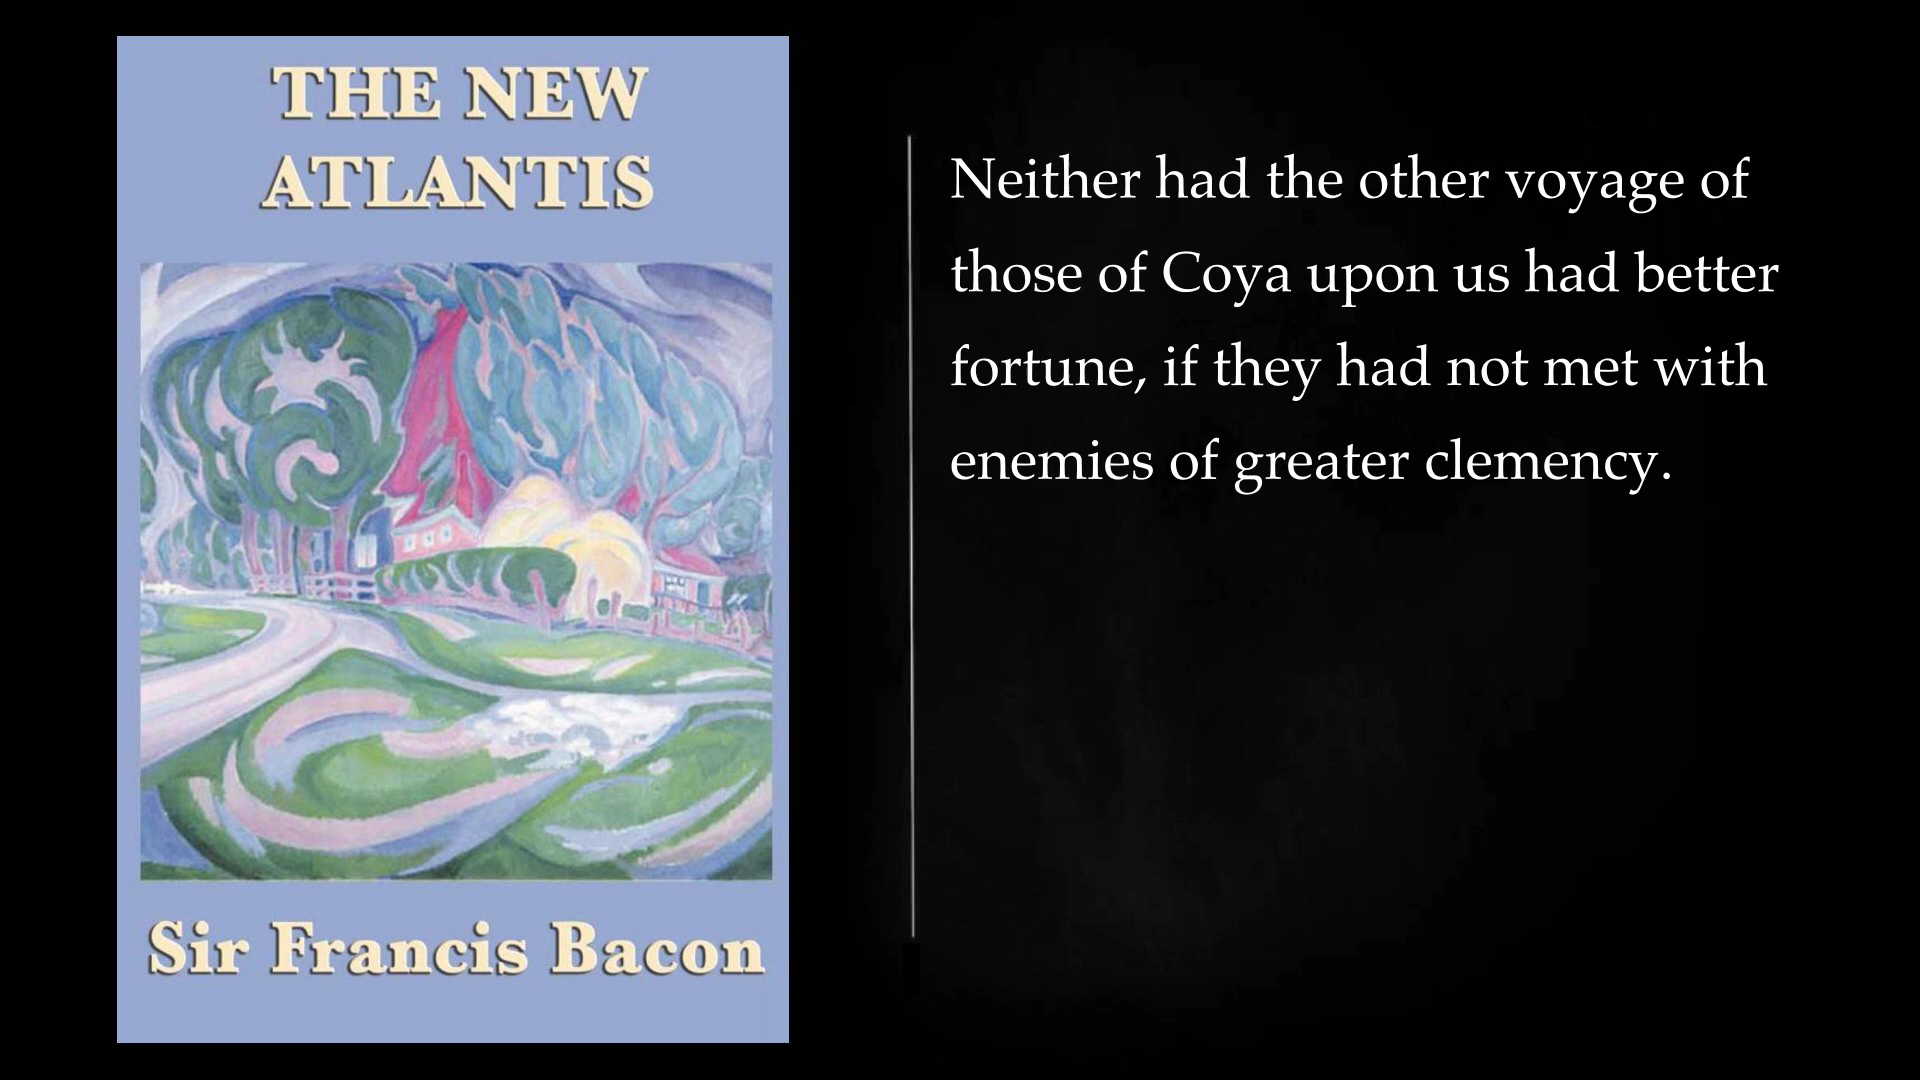 THE NEW
ATLANTIS
Sir Francis Bacon
Neither had the other voyage of
those of Coya upon us had better
fortune, if they had not met with
enemies of greater clemency.